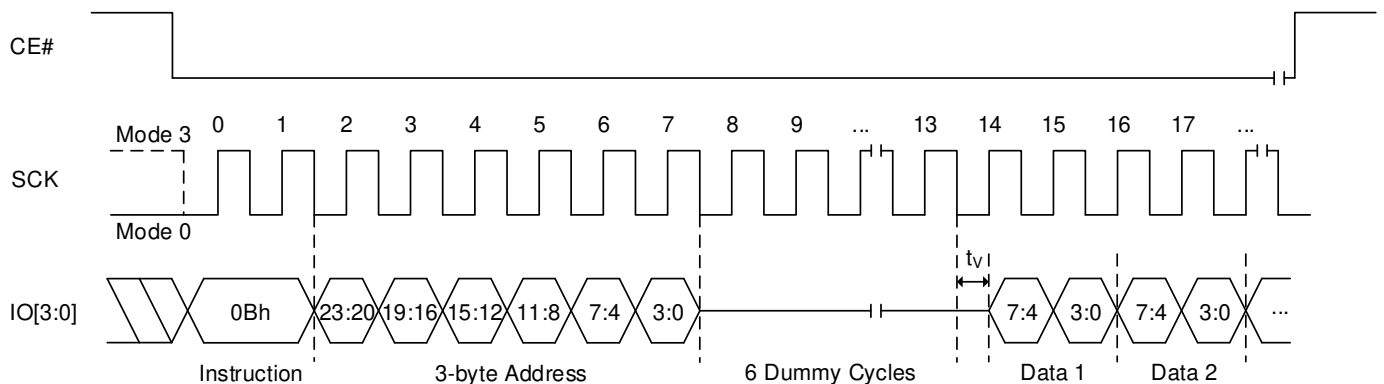 CE#
Mode 3 0 1 2 3 4 5 6 7 8 9 ... 13 14 15 16 17 ...
SCK
Mode 0
tV
IO[3:0] 0Bh 23:20 19:16 15:12 11:8 7:4 3:0 7:4 3:0 7:4 3:0 ...
Instruction 3-byte Address 6 Dummy Cycles Data 1 Data 2